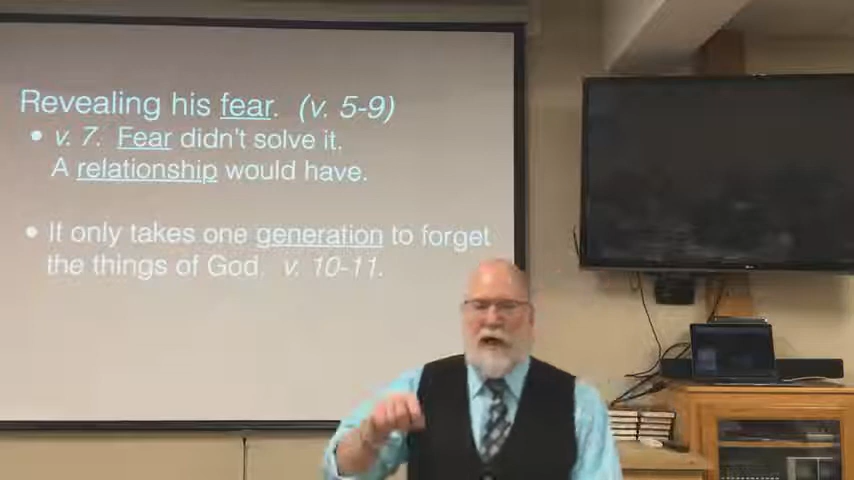 Revealing his fear. (v. 5-9)
• v. 7. Fear didn't solve it.
A relationship would have.
• It only takes one generation to forget
the things of God. v. 10-11.